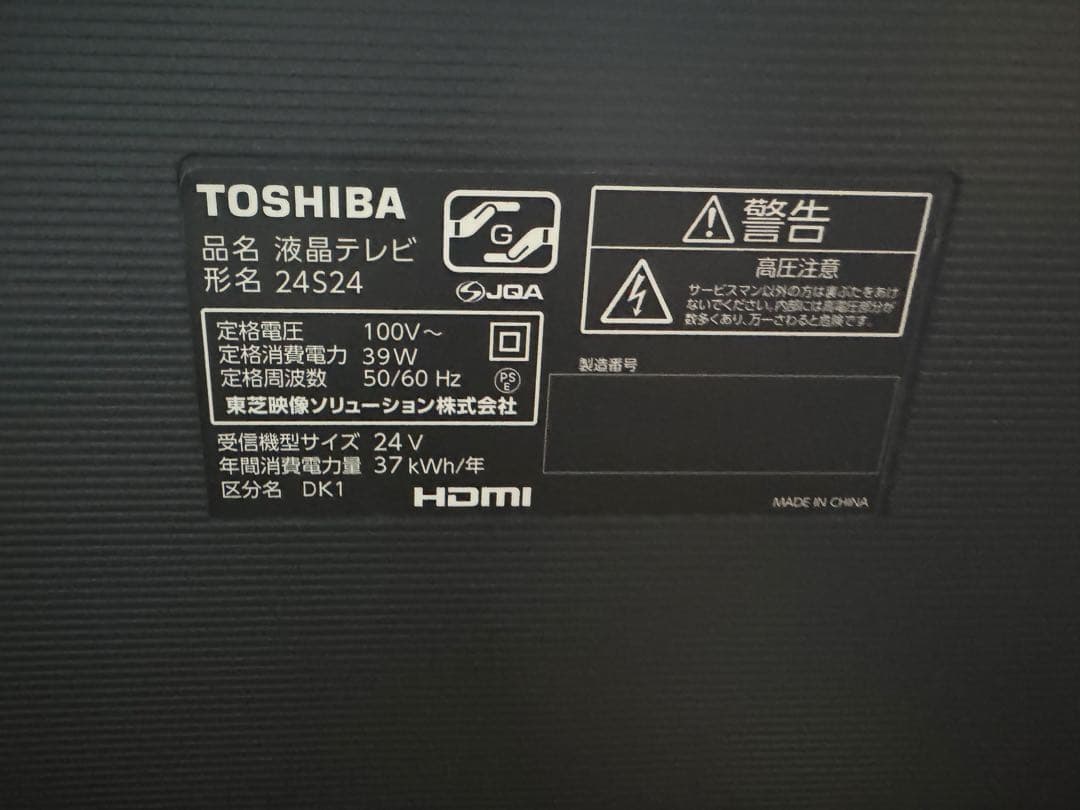 TOSHIBA
品名 液晶テレビ
形名 24S24
G
JQA
定格電圧 100V～
定格消費電力 39W
定格周波数 50/60 Hz
PS
E
東芝映像ソリューション株式会社
受信機型サイズ 24V
年間消費電力量 37kWh/年
区分名 DK1
HDMI
警告
高圧注意
サービスマン以外の方は裏ぶたをあけ
ないでください。内部には高電圧部分が
数多くあり、万一さわると危険です。
製造番号
MADE IN CHINA